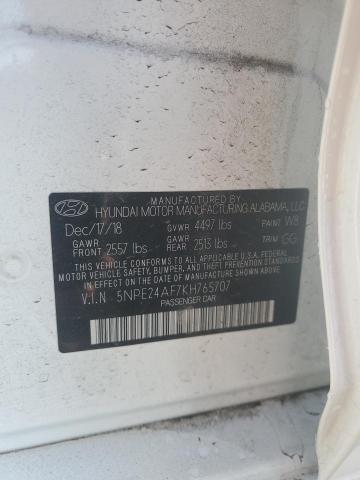 MANUFACTURED BY
HYUNDAI MOTOR MANUFACTURING ALABAMA, LLC
Dec/17/18 GVWR 4497 lbs PAINT W8
GAWR FRONT 2557 lbs GAWR REAR 2513 lbs TRIM GG
THIS VEHICLE CONFORMS TO ALL APPLICABLE U.S.A. FEDERAL
MOTOR VEHICLE SAFETY, BUMPER, AND THEFT PREVENTION
STANDARDS IN EFFECT ON THE DATE OF MANUFACTURE
SHOWN ABOVE.
V.I.N 5NPE24AF7KH765707
PASSENGER CAR